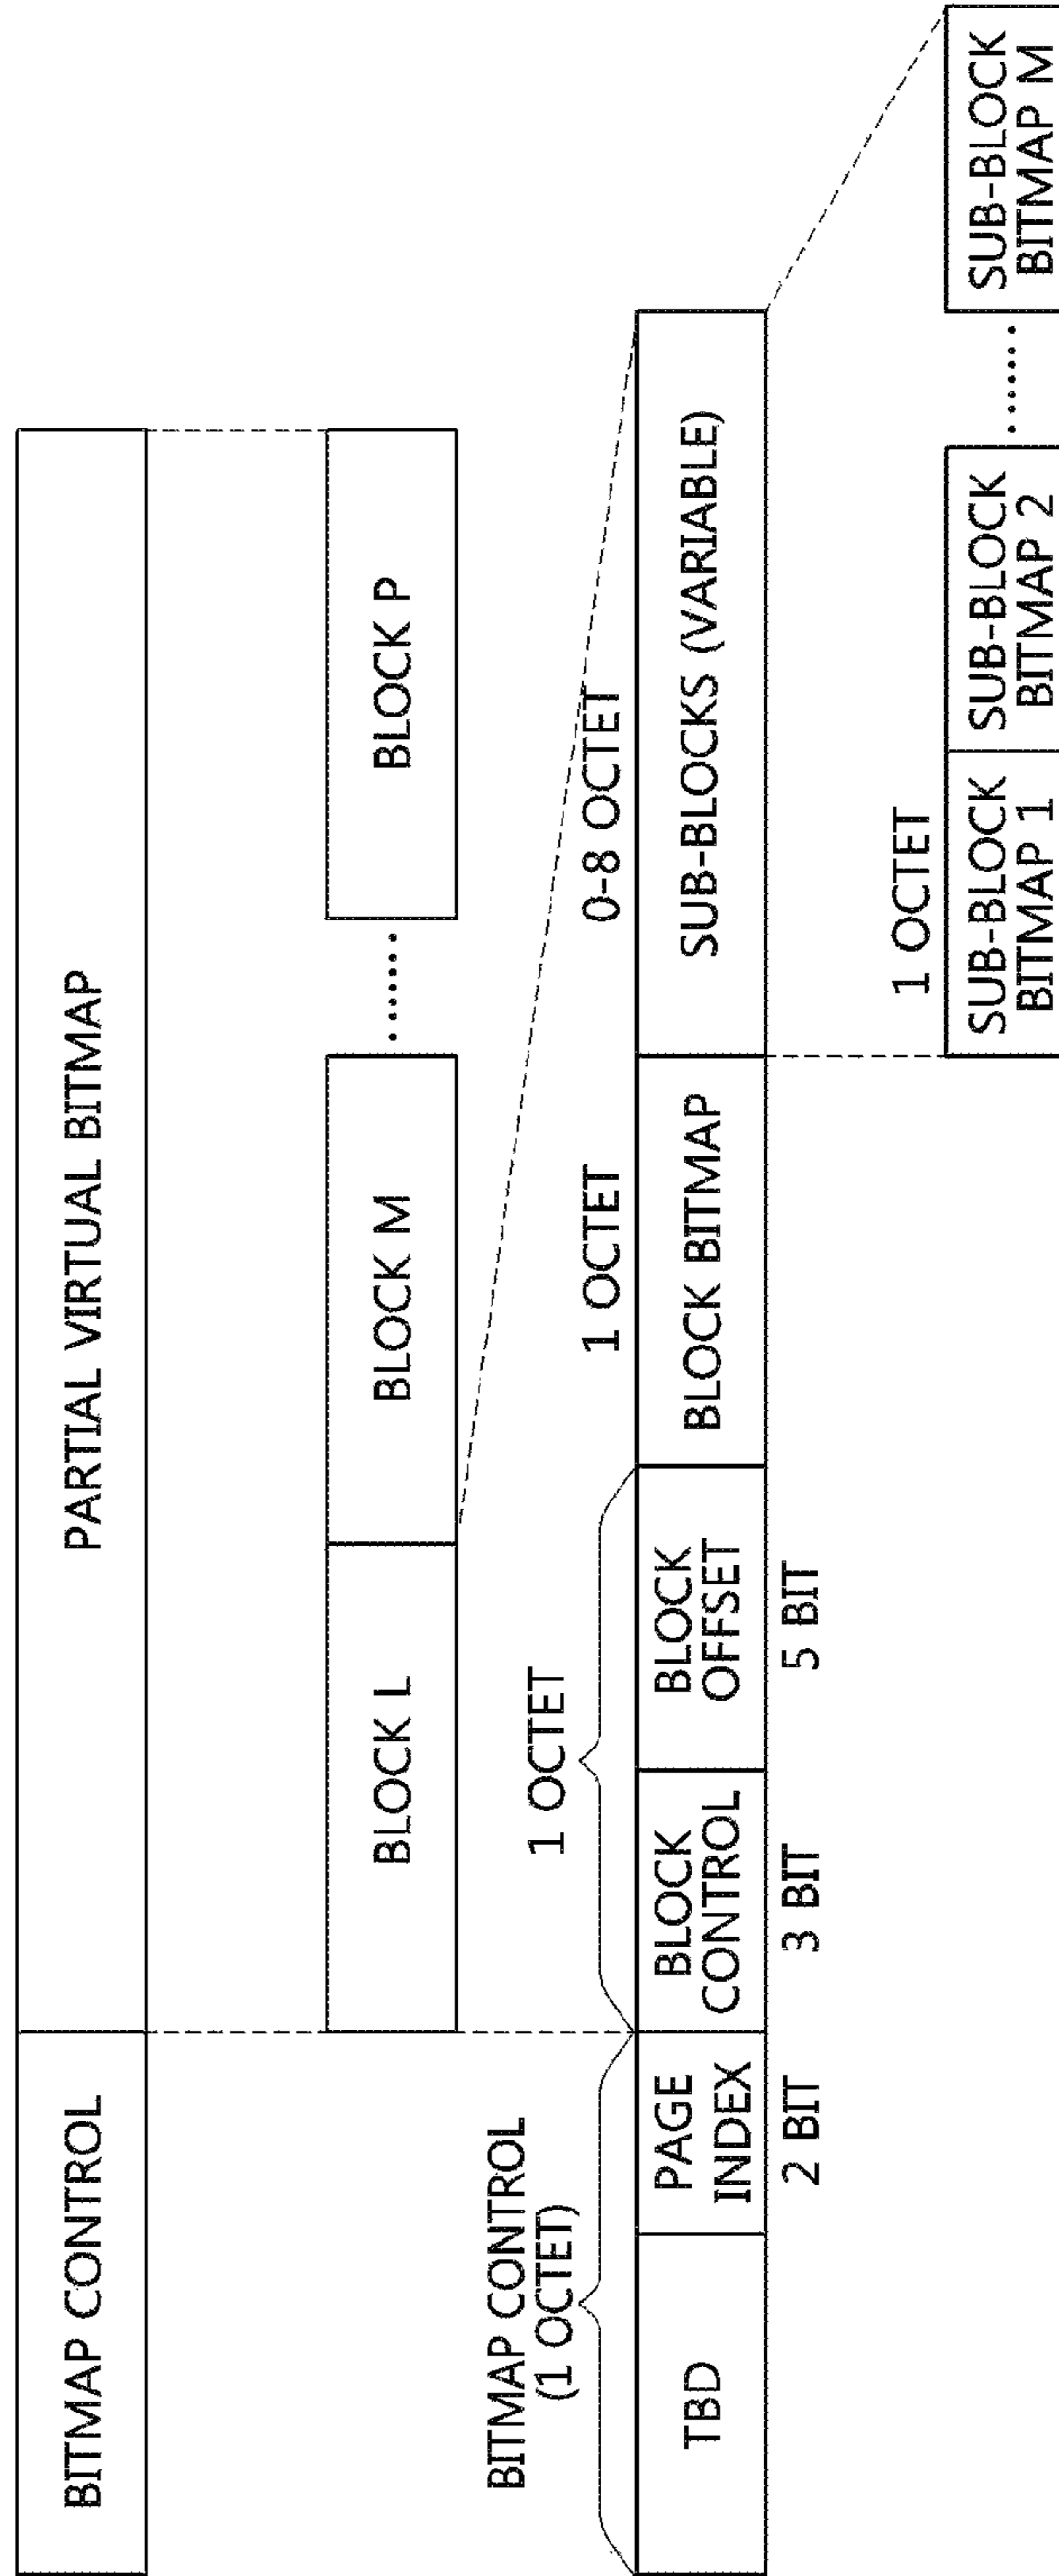 BITMAP CONTROL
PARTIAL VIRTUAL BITMAP
BLOCK L
BLOCK M
.......
BLOCK P
BITMAP CONTROL
(1 OCTET)
1 OCTET
1 OCTET
0-8 OCTET
TBD
PAGE
INDEX
BLOCK
CONTROL
BLOCK
OFFSET
BLOCK BITMAP
SUB-BLOCKS (VARIABLE)
2 BIT
3 BIT
5 BIT
1 OCTET
SUB-BLOCK
BITMAP 1
SUB-BLOCK
BITMAP 2
.......
SUB-BLOCK
BITMAP M